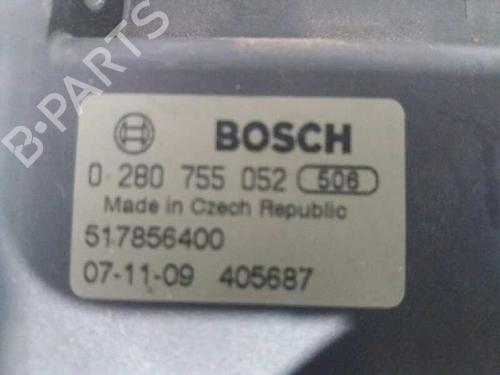 B-PARTS
BOSCH
0 280 755 052 506
Made in Czech Republic
517856400
07-11-09 405687